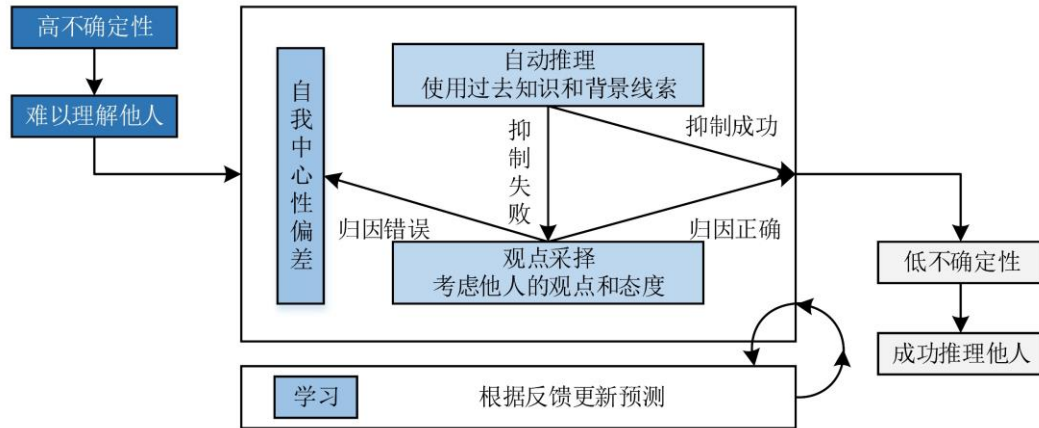 高不确定性
难以理解他人
自我中心性偏差
自动推理
使用过去知识和背景线索
抑制失败
抑制成功
归因错误
归因正确
观点采择
考虑他人的观点和态度
低不确定性
成功推理他人
学习
根据反馈更新预测